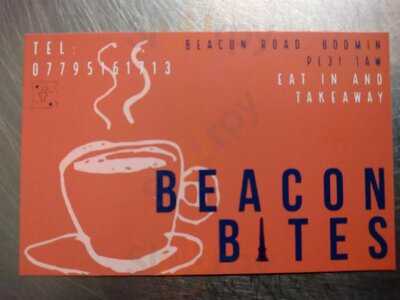 TEL:
07795161713
BEACON ROAD, BODMIN
PL31 1AW
EAT IN AND
TAKEAWAY
BEACON
BITES